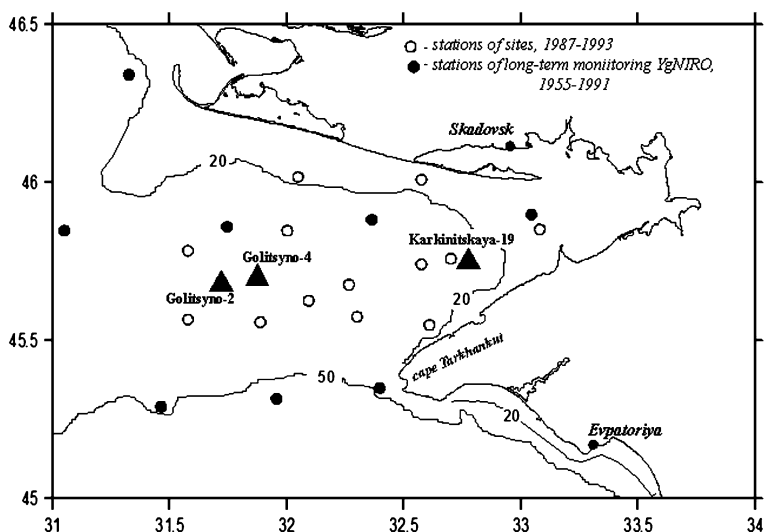 46.5
- stations of sites, 1987-1993
- stations of long-term moniitoring YgNIRO,
1955-1991
Skadovsk
20
46
Karkinitskaya-19
Golitsyno-4
Golitsyno-2
20
45.5
cape Tarkhankut
50
20
Evpatoriya
45
31
31.5
32
32.5
33
33.5
34